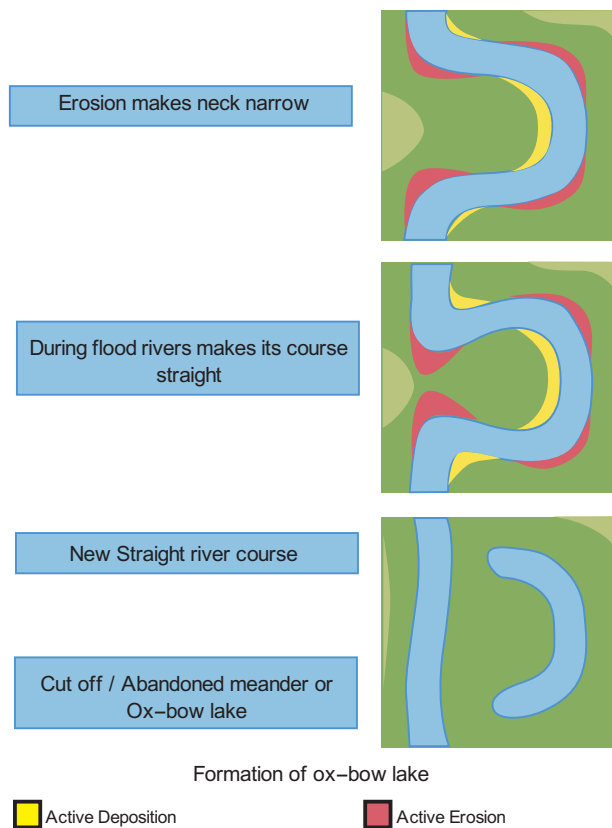 Erosion makes neck narrow
During flood rivers makes its course
straight
New Straight river course
Cut off / Abandoned meander or
Ox-bow lake
Formation of ox-bow lake
Active Deposition
Active Erosion